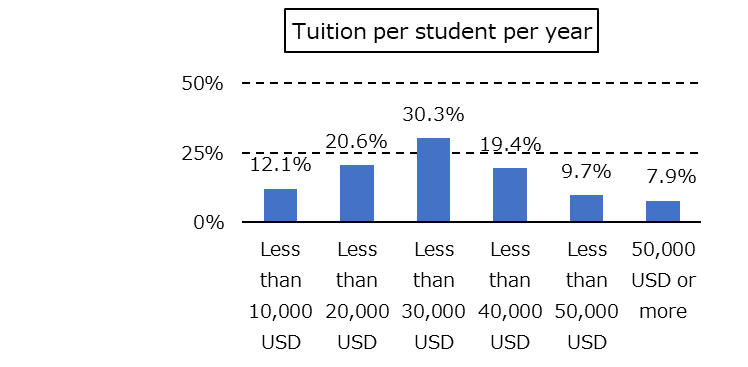 Tuition per student per year
50%
25%
0%
12.1%
20.6%
30.3%
19.4%
9.7%
7.9%
Less
than
10,000
USD
Less
than
20,000
USD
Less
than
30,000
USD
Less
than
40,000
USD
Less
than
50,000
USD
50,000
USD or
more